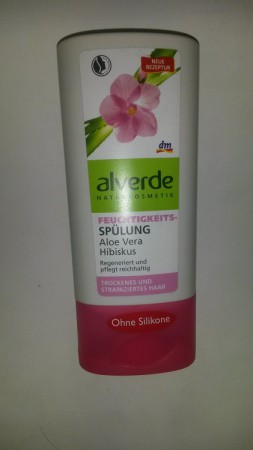 NEUE
REZEPTUR
dm
alverde
NATURKOSMETIK
FEUCHTIGKEITS-
SPÜLUNG
Aloe Vera
Hibiskus
Regeneriert und
pflegt reichhaltig
TROCKENES UND
STRAPAZIERTES HAAR
Ohne Silikone